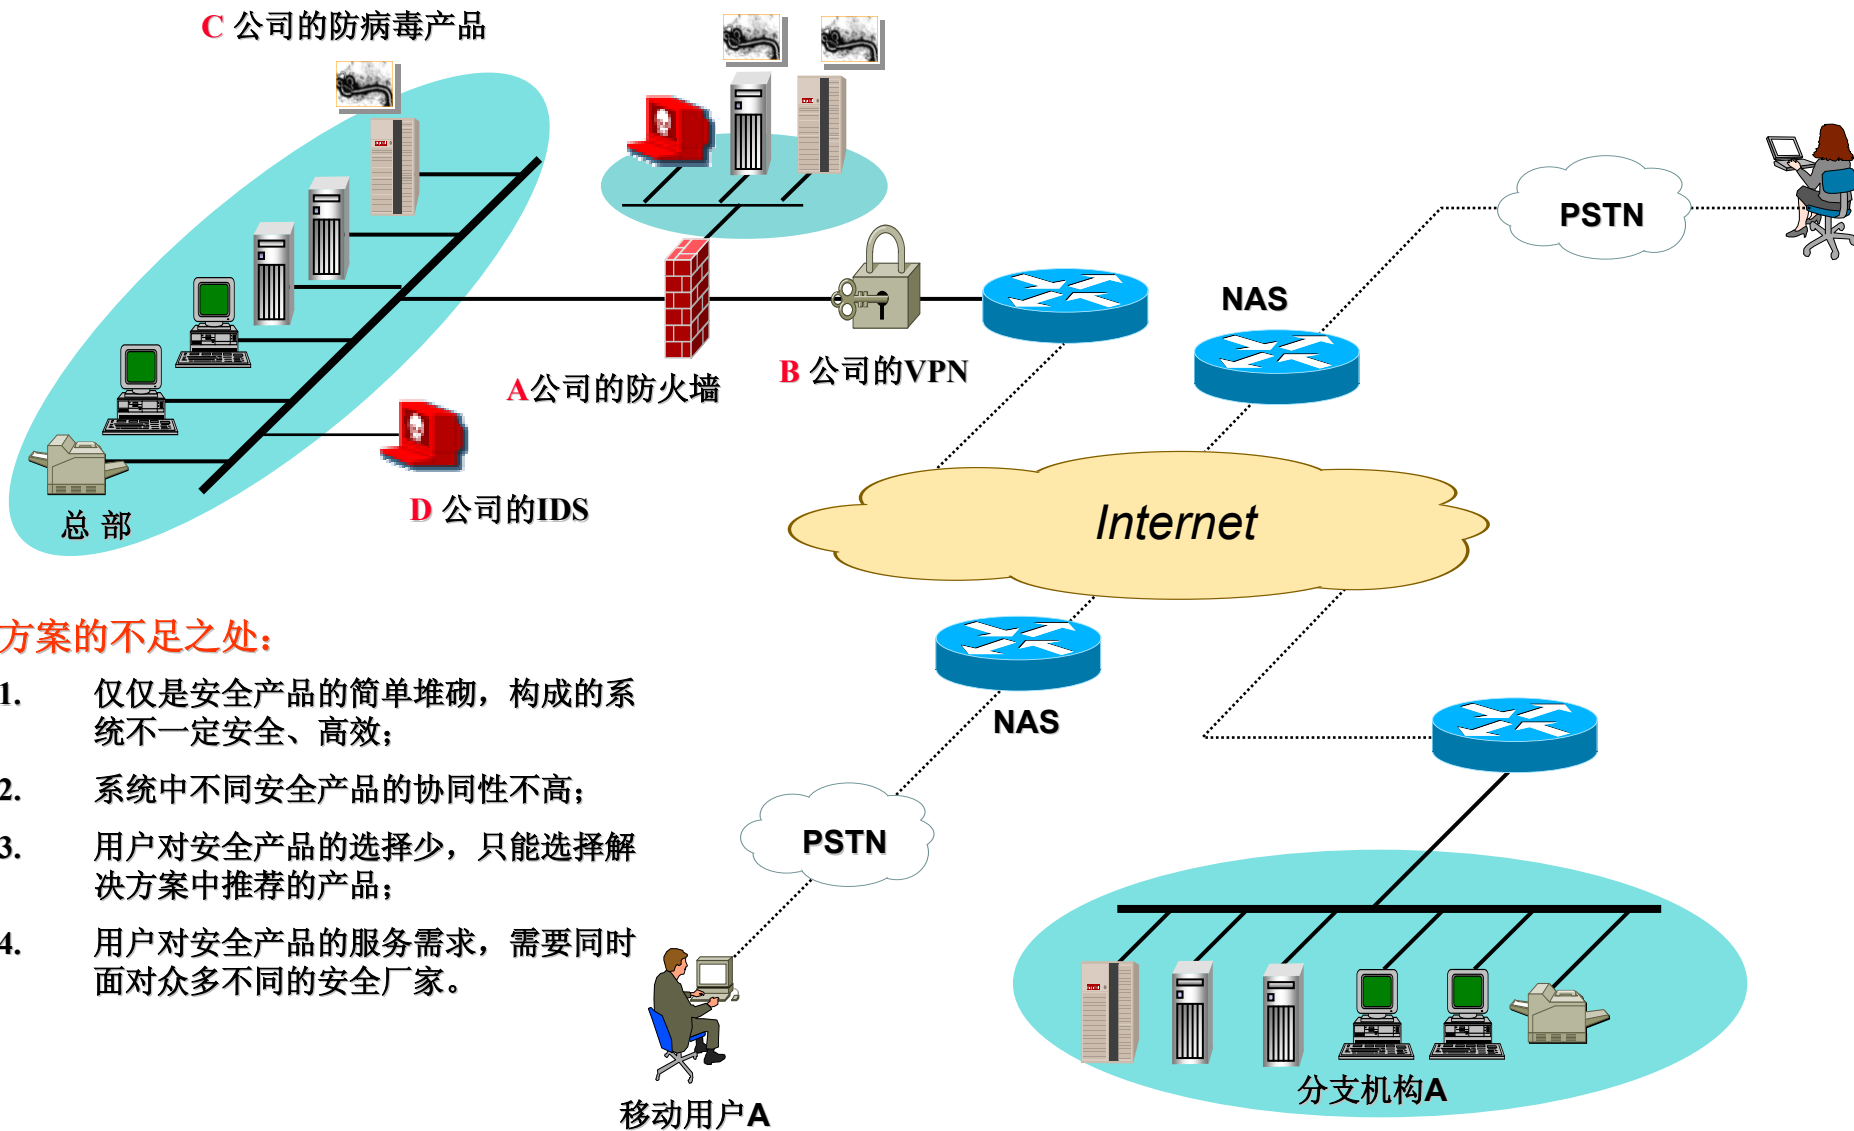 C 公司的防病毒产品
PSTN
NAS
B 公司的VPN
A公司的防火墙
D 公司的IDS
总 部
Internet
方案的不足之处：
1. 仅仅是安全产品的简单堆砌，构成的系
统不一定安全、高效；
2. 系统中不同安全产品的协同性不高；
3. 用户对安全产品的选择少，只能选择解
决方案中推荐的产品；
4. 用户对安全产品的服务需求，需要同时
面对众多不同的安全厂家。
NAS
PSTN
移动用户A
分支机构A